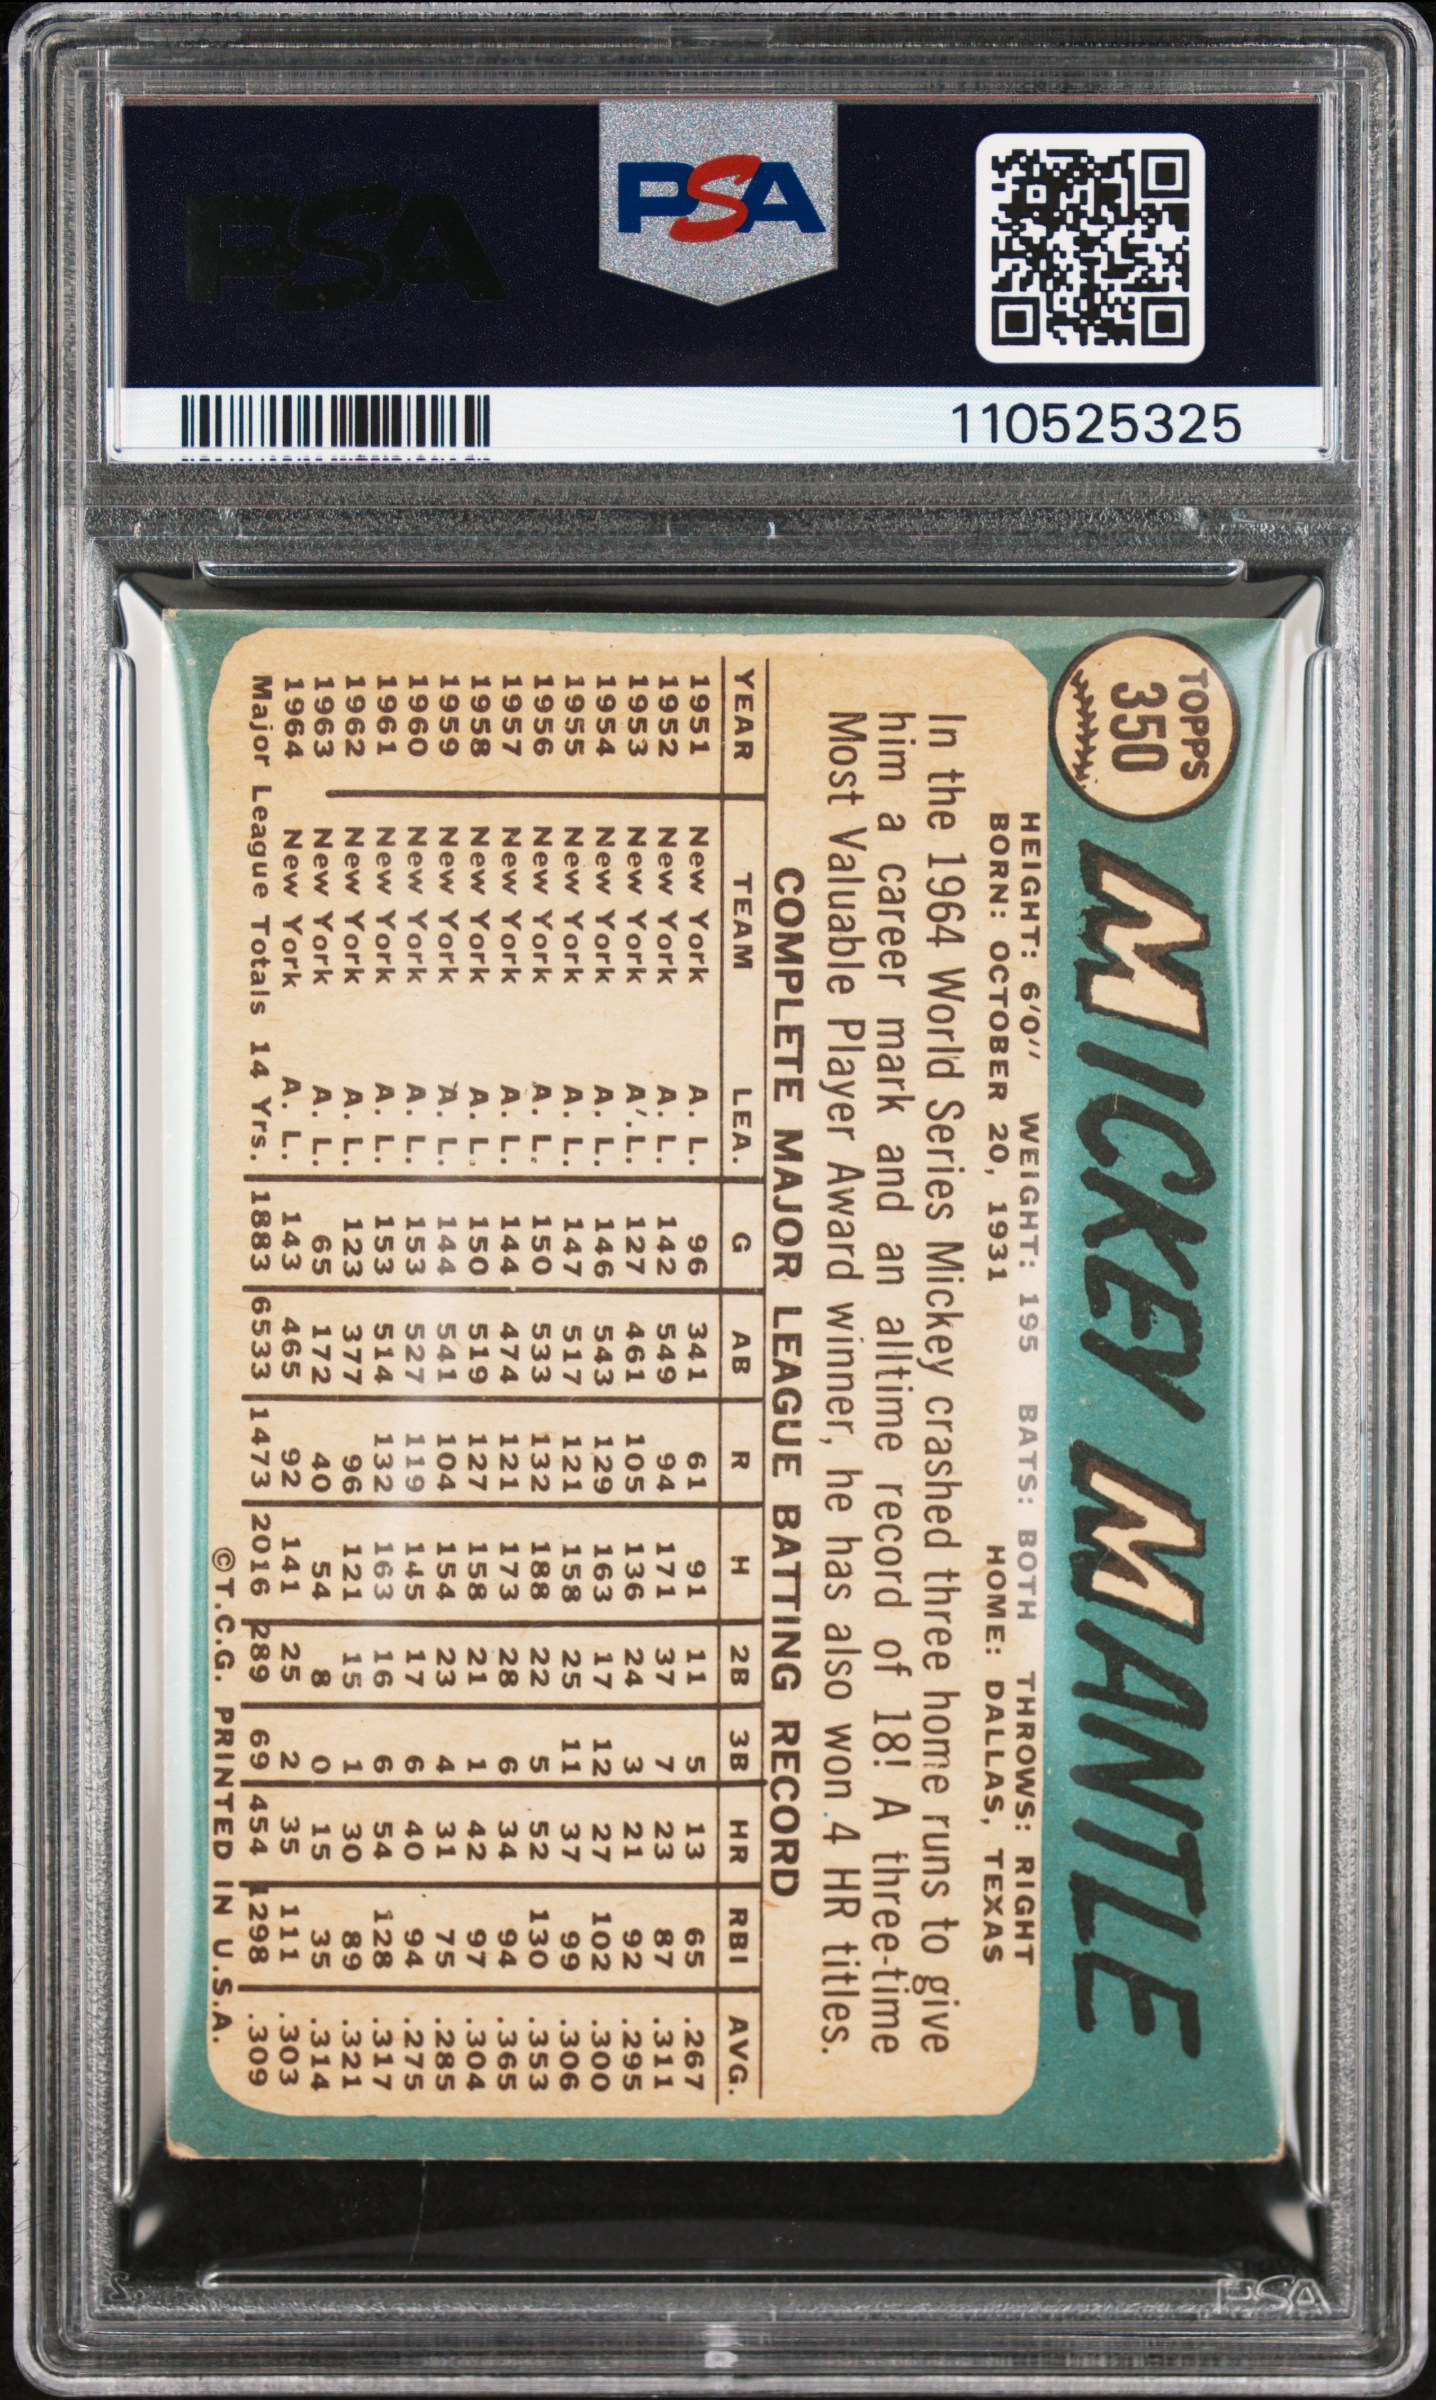 PSA
PSA
110525325
TOPPS
350
MICKEY MANTLE
HEIGHT: 6'0" WEIGHT: 195 BATS: BOTH THROWS: RIGHT
BORN: OCTOBER 20, 1931 HOME: DALLAS, TEXAS
In the 1964 World Series Mickey crashed three home runs to give
him a career mark and an alltime record of 18! A three-time
Most Valuable Player Award winner, he has also won 4 HR titles.
COMPLETE MAJOR LEAGUE BATTING RECORD
YEAR TEAM LEA. G AB R H 2B 3B HR RBI AVG.
1951 New York A. L. 96 341 61 91 11 5 13 65 .267
1952 New York A. L. 142 549 94 171 37 7 23 87 .311
1953 New York A'.L. 127 461 105 136 24 3 21 92 .295
1954 New York A. L. 146 543 129 163 17 12 27 102 .300
1955 New York A. L. 147 517 121 158 25 11 37 99 .306
1956 New York A. L. 150 533 132 188 22 5 52 130 .353
1957 New York A. L. 144 474 121 173 28 6 34 94 .365
1958 New York A. L. 150 519 127 158 21 1 42 97 .304
1959 New York A. L. 144 541 104 154 23 4 31 75 .285
1960 New York A. L. 153 527 119 145 17 6 40 94 .275
1961 New York A. L. 153 514 132 163 16 6 54 128 .317
1962 New York A. L. 123 377 96 121 15 1 30 89 .321
1963 New York A. L. 65 172 40 54 8 0 15 35 .314
1964 New York A. L. 143 465 92 141 25 2 35 111 .303
Major League Totals 14 Yrs. 1883 6533 1473 2016 289 69 454 1298 .309
©T.C.G. PRINTED IN U.S.A.
PSA